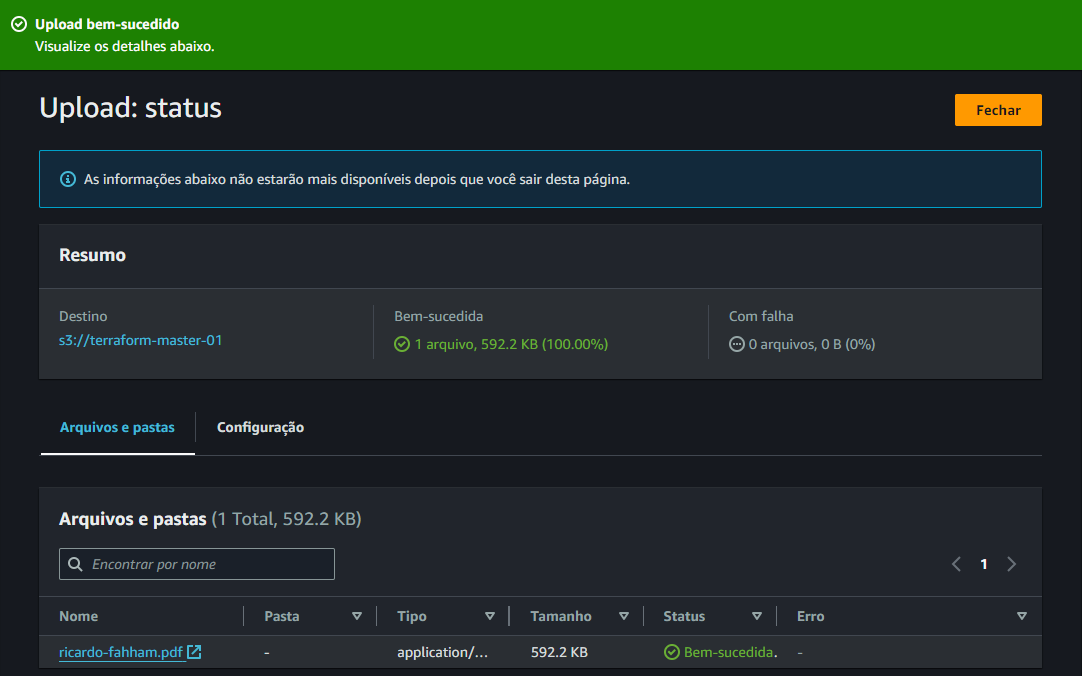 Upload bem-sucedido
Visualize os detalhes abaixo.
Upload: status
Fechar
As informações abaixo não estarão mais disponíveis depois que você sair desta página.
Resumo
Destino
s3://terraform-master-01
Bem-sucedida
1 arquivo, 592.2 KB (100.00%)
Com falha
0 arquivos, 0 B (0%)
Arquivos e pastas
Configuração
Arquivos e pastas (1 Total, 592.2 KB)
Encontrar por nome
1
Nome Pasta Tipo Tamanho Status Erro
ricardo-fahham.pdf - application/... 592.2 KB Bem-sucedida. -